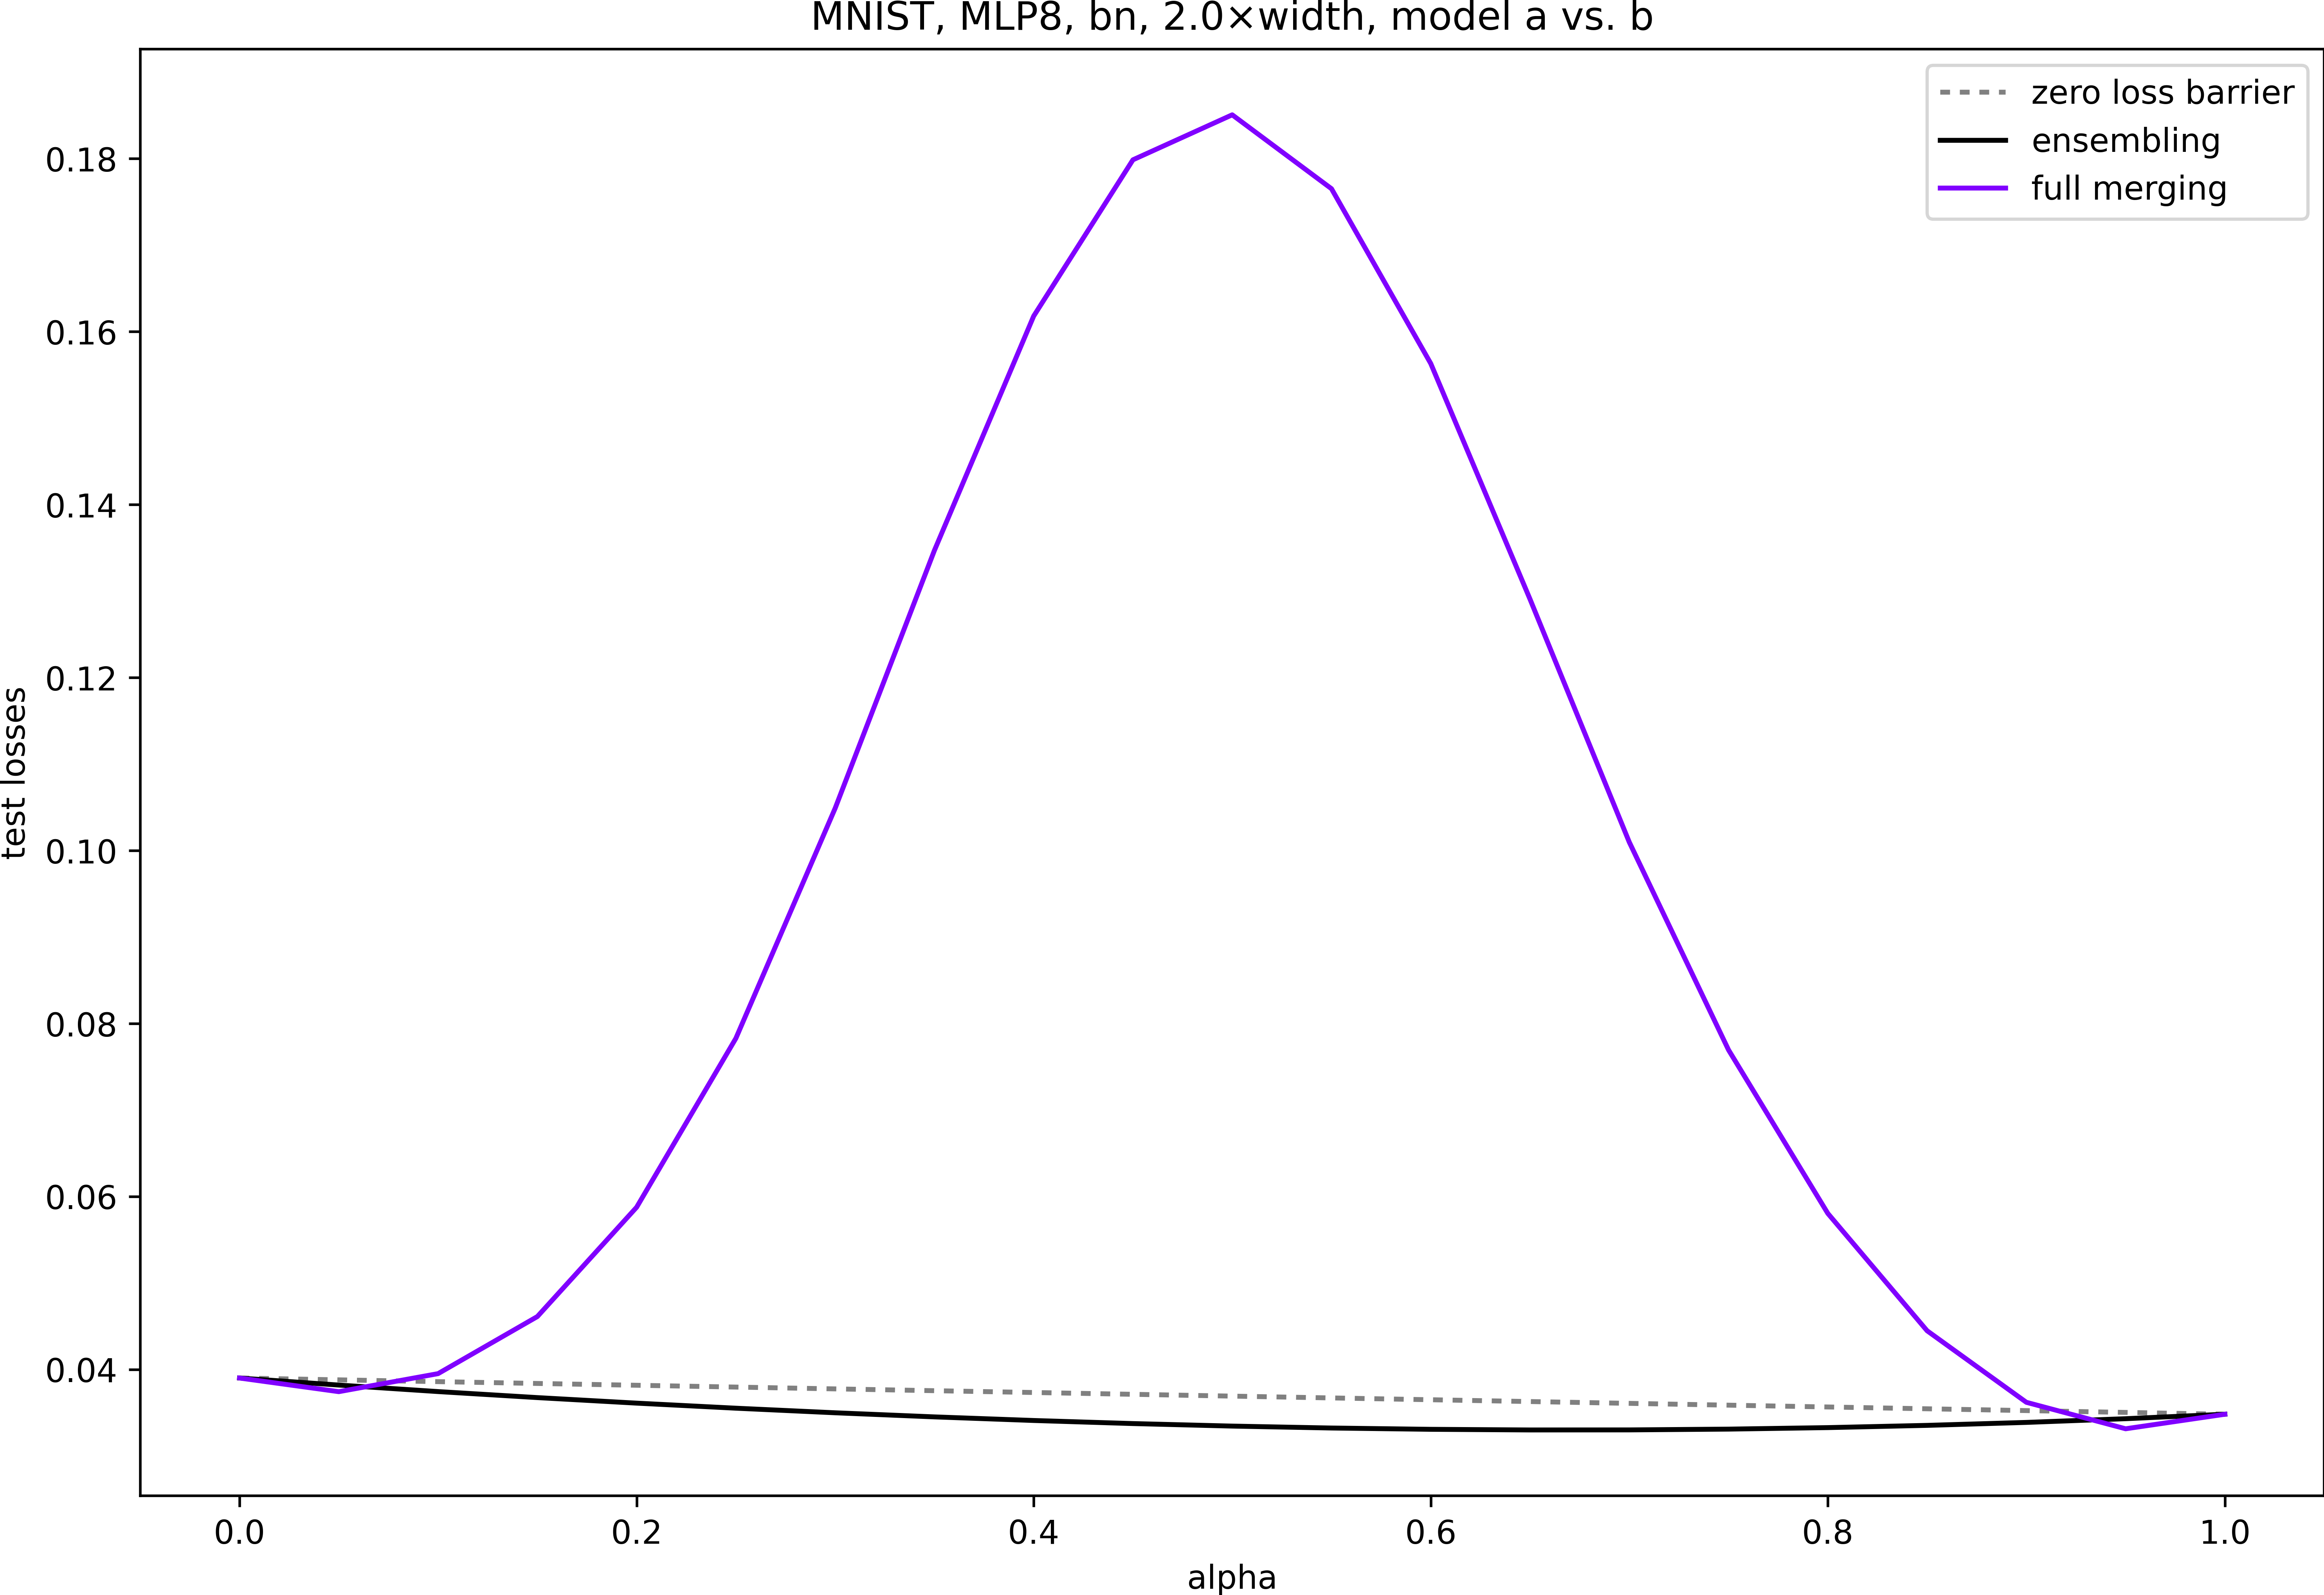 MNIST, MLP8, bn, 2.0×width, model a vs. b
zero loss barrier
ensembling
full merging
test losses
0.18
0.16
0.14
0.12
0.10
0.08
0.06
0.04
0.0 0.2 0.4 0.6 0.8 1.0
alpha